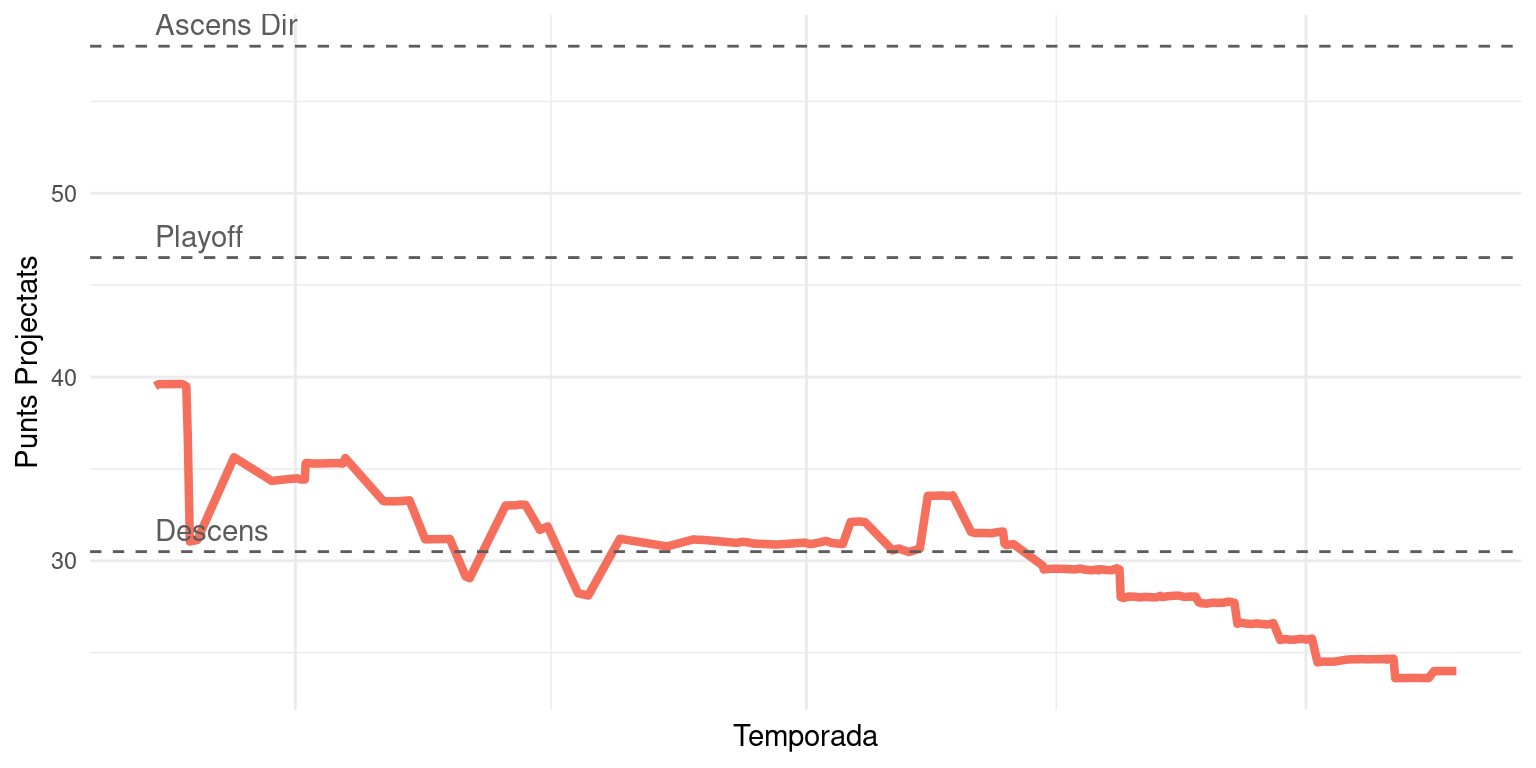 Ascens Dir
50
Playoff
40
Descens
30
Punts Projectats
Temporada